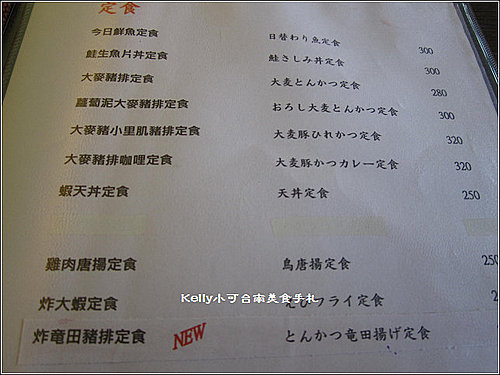 定食
今日鮮魚定食 日替わり魚定食 300
鮭生魚片丼定食 鮭さしみ丼定食 300
大麥豬排定食 大麦とんかつ定食 280
蘿蔔泥大麥豬排定食 おろし大麦とんかつ定食 300
大麥豬小里肌豬排定食 大麦豚ひれかつ定食 320
大麥豬排咖哩定食 大麦豚かつカレー定食 320
蝦天丼定食 天丼定食 250
雞肉唐揚定食 鳥唐揚定食
Kelly小可台南美食手札
炸大蝦定食 フライ定食
炸竜田豬排定食 NEW とんかつ竜田揚げ定食